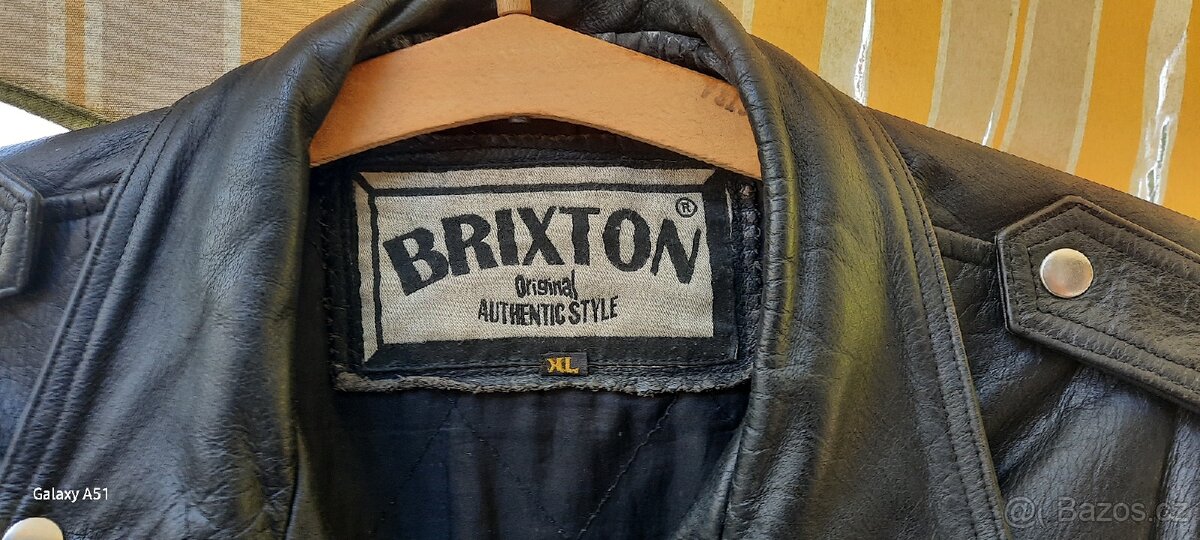 BRIXTON ®
Original
AUTHENTIC STYLE
XL
Galaxy A51
@( Bazos.cz